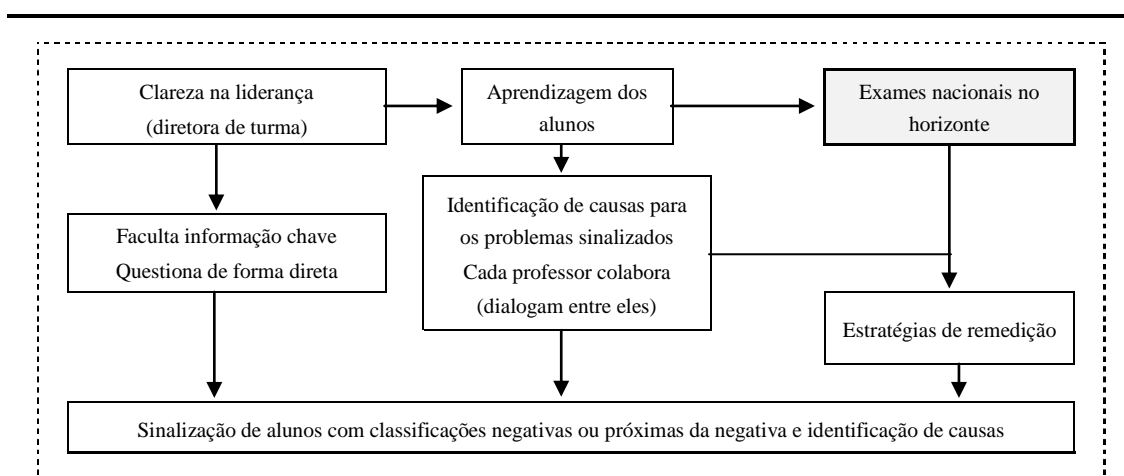 Clareza na liderança
(diretora de turma)
Aprendizagem dos
alunos
Exames nacionais no
horizonte
Faculta informação chave
Questiona de forma direta
Identificação de causas para
os problemas sinalizados
Cada professor colabora
(dialogam entre eles)
Estratégias de remedição
Sinalização de alunos com classificações negativas ou próximas da negativa e identificação de causas